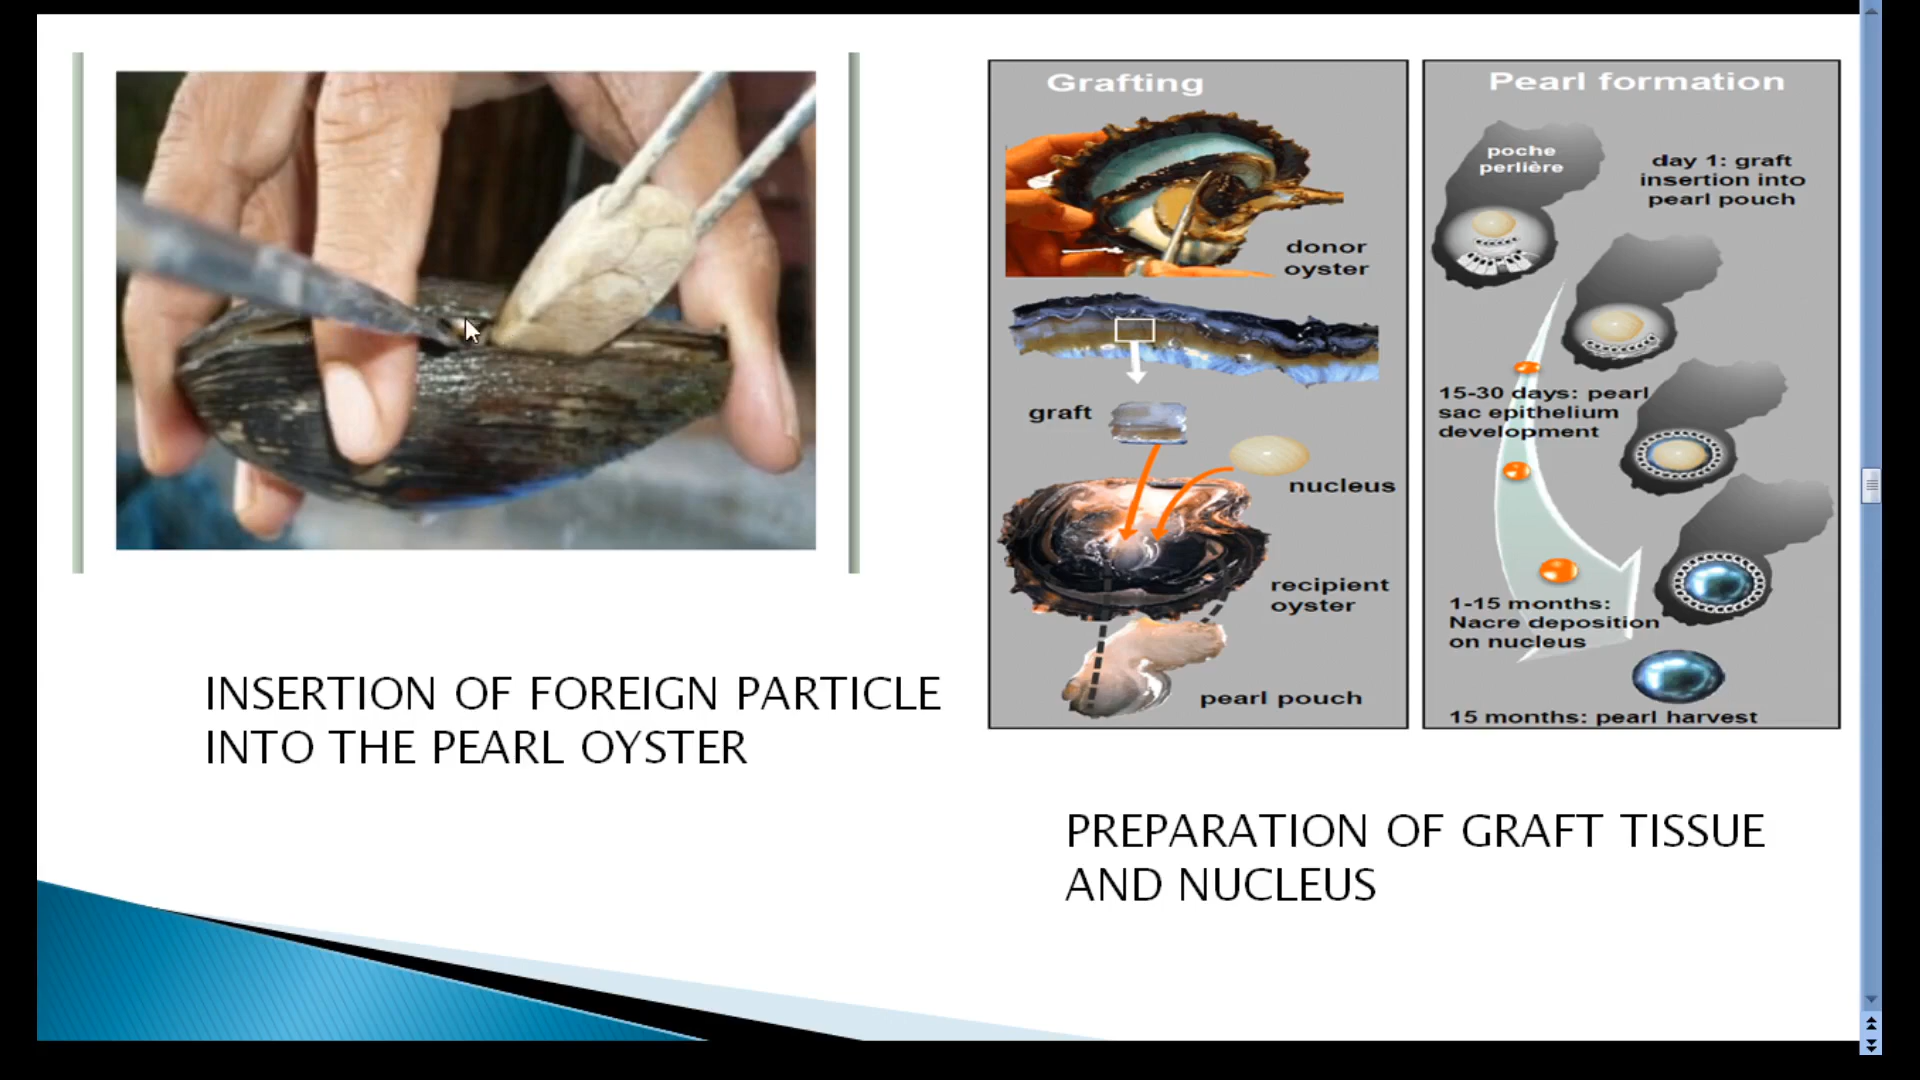 INSERTION OF FOREIGN PARTICLE
INTO THE PEARL OYSTER
Grafting
donor
oyster
graft
nucleus
recipient
oyster
pearl pouch
Pearl formation
poche
perlière
day 1: graft
insertion into
pearl pouch
15-30 days: pearl
sac epithelium
development
1-15 months:
Nacre deposition
on nucleus
15 months: pearl harvest
PREPARATION OF GRAFT TISSUE
AND NUCLEUS